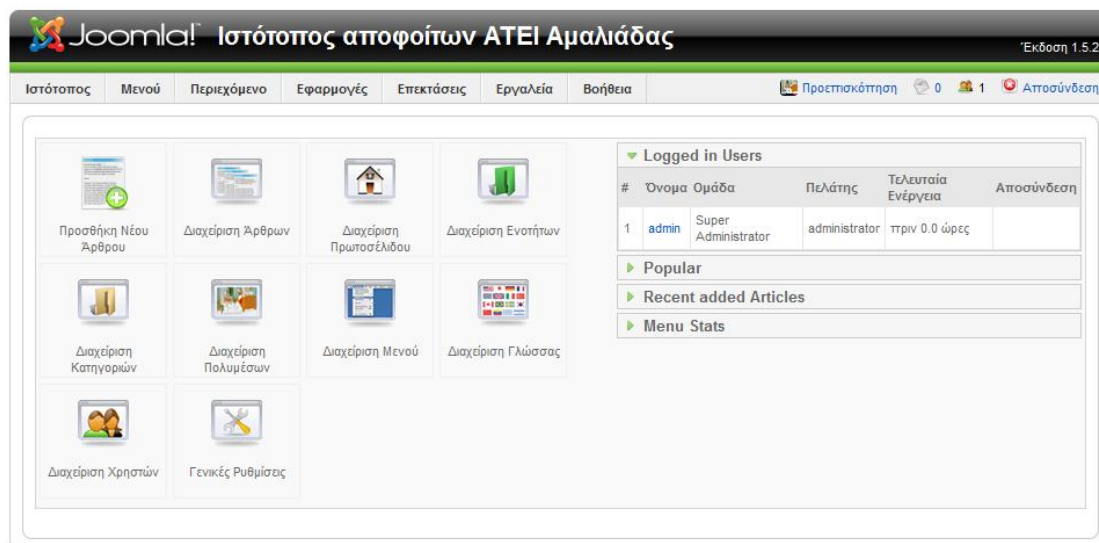 Joomla! Ιστότοπος αποφοίτων ΑΤΕΙ Αμαλιάδας
Έκδοση 1.5.2
Ιστότοπος Μενού Περιεχόμενο Εφαρμογές Επεκτάσεις Εργαλεία Βοήθεια Προεπισκόπηση 0 1 Αποσύνδεση
Προσθήκη Νέου
Άρθρου
Διαχείριση Άρθρων
Διαχείριση
Πρωτοσέλιδου
Διαχείριση Ενοτήτων
Διαχείριση
Κατηγοριών
Διαχείριση
Πολυμέσων
Διαχείριση Μενού
Διαχείριση Γλώσσας
Διαχείριση Χρηστών
Γενικές Ρυθμίσεις
Logged in Users
# Όνομα Ομάδα Πελάτης Τελευταία Ενέργεια Αποσύνδεση
1 admin Super Administrator administrator πριν 0.0 ώρες
Popular
Recent added Articles
Menu Stats